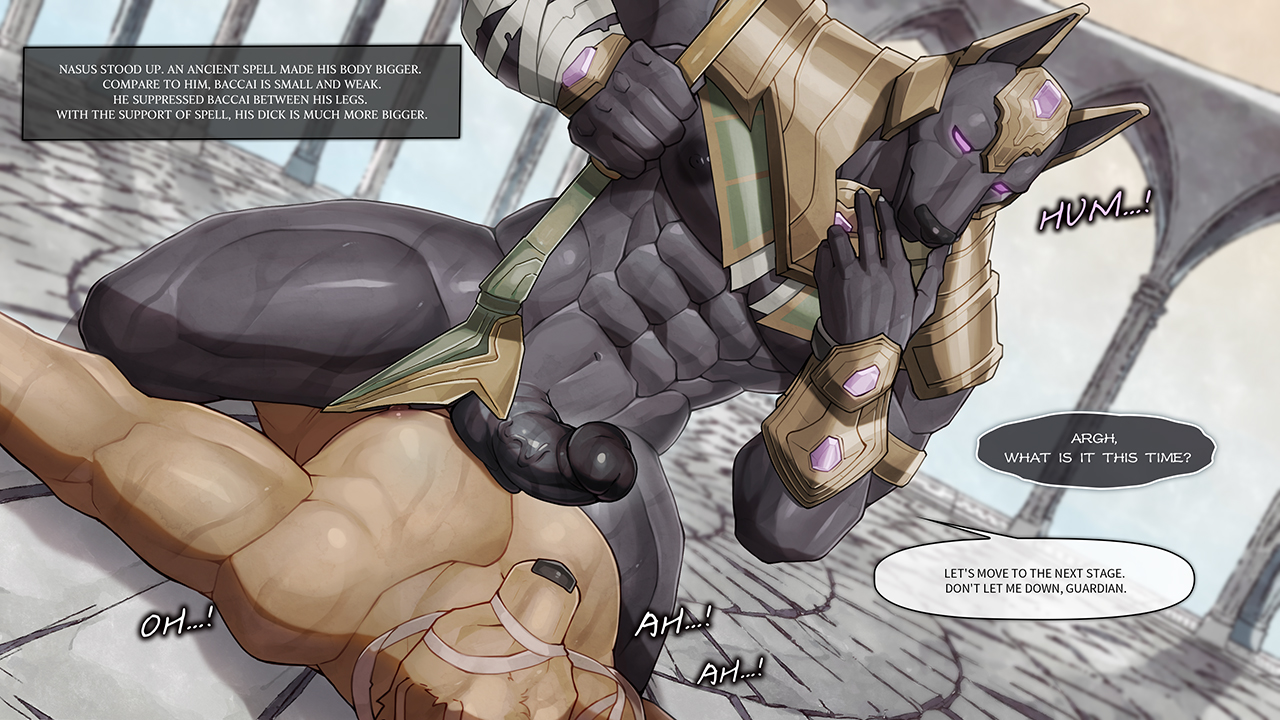 NASUS STOOD UP. AN ANCIENT SPELL MADE HIS BODY BIGGER.
COMPARE TO HIM, BACCAI IS SMALL AND WEAK.
HE SUPPRESSED BACCAI BETWEEN HIS LEGS.
WITH THE SUPPORT OF SPELL, HIS DICK IS MUCH MORE BIGGER.
HUM...!
ARGH,
WHAT IS IT THIS TIME?
LET'S MOVE TO THE NEXT STAGE.
DON'T LET ME DOWN, GUARDIAN.
OH...!
AH...!
AH...!